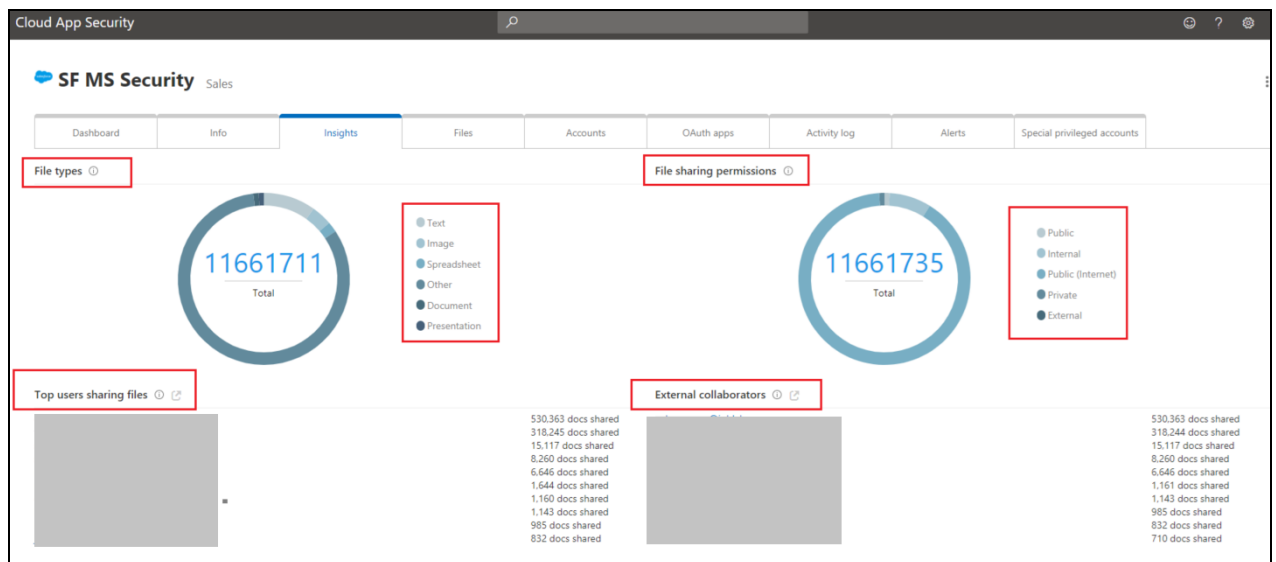 Cloud App Security
SF MS Security Sales
Dashboard Info Insights Files Accounts OAuth apps Activity log Alerts Special privileged accounts
File types
11661711
Total
Text
Image
Spreadsheet
Other
Document
Presentation
File sharing permissions
11661735
Total
Public
Internal
Public (Internet)
Private
External
Top users sharing files
530,363 docs shared
318,245 docs shared
15,117 docs shared
8,260 docs shared
6,646 docs shared
1,644 docs shared
1,160 docs shared
1,143 docs shared
985 docs shared
832 docs shared
External collaborators
530,363 docs shared
318,244 docs shared
15,117 docs shared
8,260 docs shared
6,646 docs shared
1,161 docs shared
1,143 docs shared
985 docs shared
832 docs shared
710 docs shared